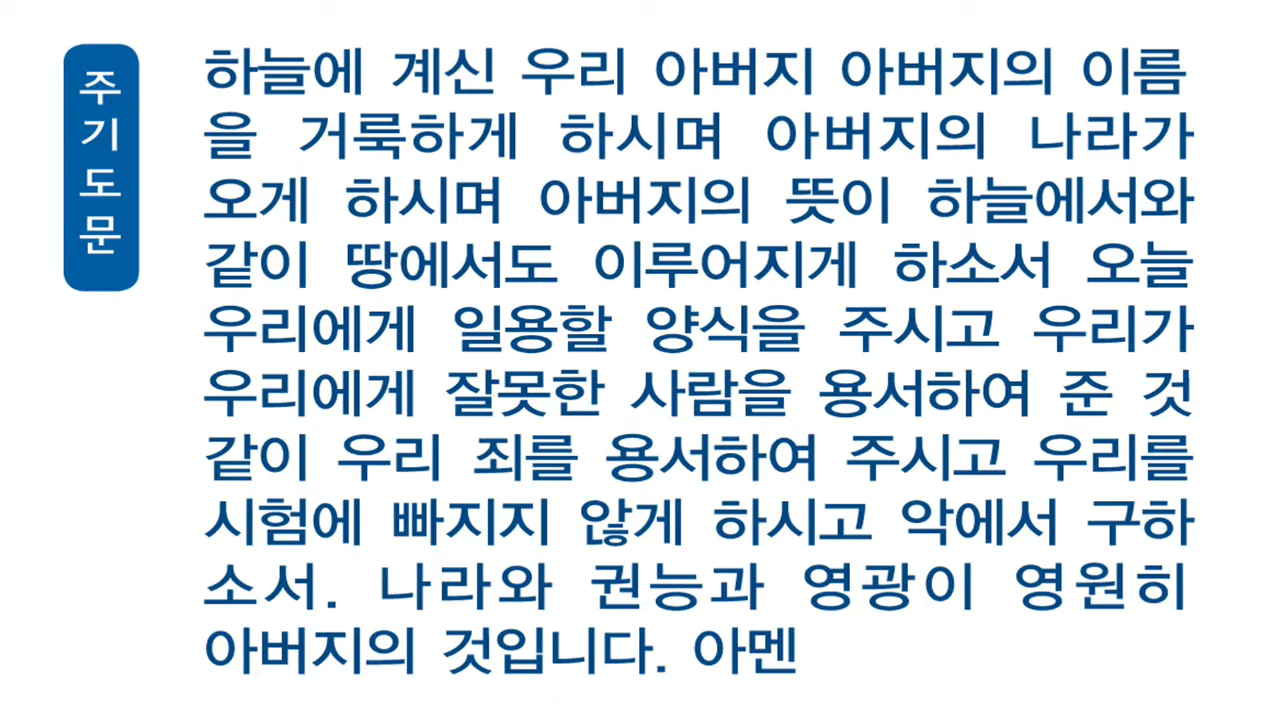 주기도문
하늘에 계신 우리 아버지 아버지의 이름
을 거룩하게 하시며 아버지의 나라가
오게 하시며 아버지의 뜻이 하늘에서와
같이 땅에서도 이루어지게 하소서 오늘
우리에게 일용할 양식을 주시고 우리가
우리에게 잘못한 사람을 용서하여 준 것
같이 우리 죄를 용서하여 주시고 우리를
시험에 빠지지 않게 하시고 악에서 구하
소서. 나라와 권능과 영광이 영원히
아버지의 것입니다. 아멘